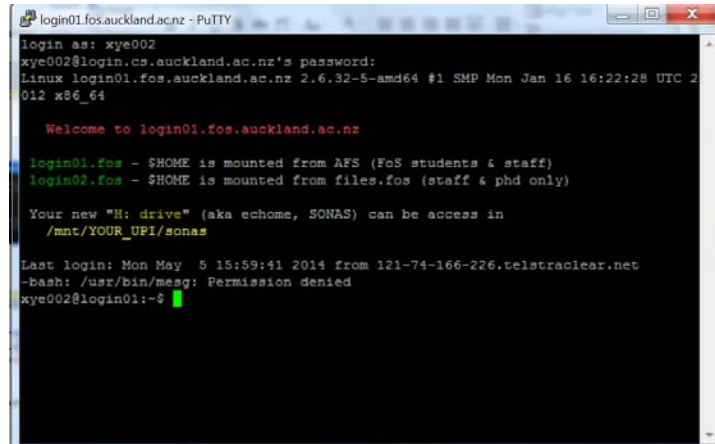 login01.fos.auckland.ac.nz - PuTTY
login as: xye002
xye002@login.cs.auckland.ac.nz's password:
Linux login01.fos.auckland.ac.nz 2.6.32-5-amd64 #1 SMP Mon Jan 16 16:22:28 UTC 2
012 x86_64
Welcome to login01.fos.auckland.ac.nz
login01.fos - $HOME is mounted from AFS (FoS students & staff)
login02.fos - $HOME is mounted from files.fos (staff & phd only)
Your new "H: drive" (aka echome, SONAS) can be access in
/mnt/YOUR_UPI/sonas
Last login: Mon May  5 15:59:41 2014 from 121-74-166-226.telstraclear.net
-bash: /usr/bin/mesg: Permission denied
xye002@login01:~$